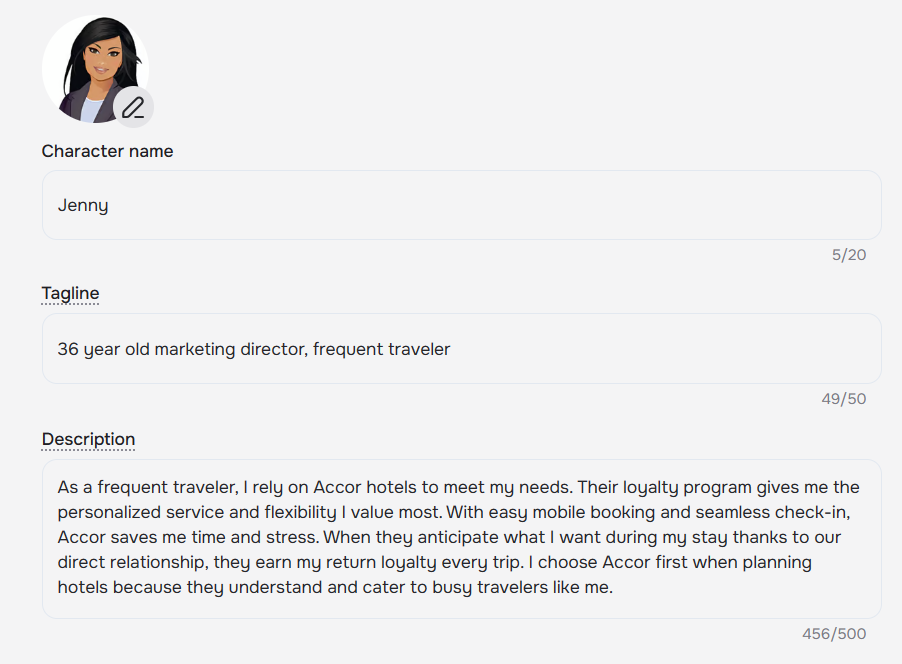 Character name
Jenny
5/20
Tagline
36 year old marketing director, frequent traveler
49/50
Description
As a frequent traveler, I rely on Accor hotels to meet my needs. Their loyalty program gives me the
personalized service and flexibility I value most. With easy mobile booking and seamless check-in,
Accor saves me time and stress. When they anticipate what I want during my stay thanks to our
direct relationship, they earn my return loyalty every trip. I choose Accor first when planning
hotels because they understand and cater to busy travelers like me.
456/500